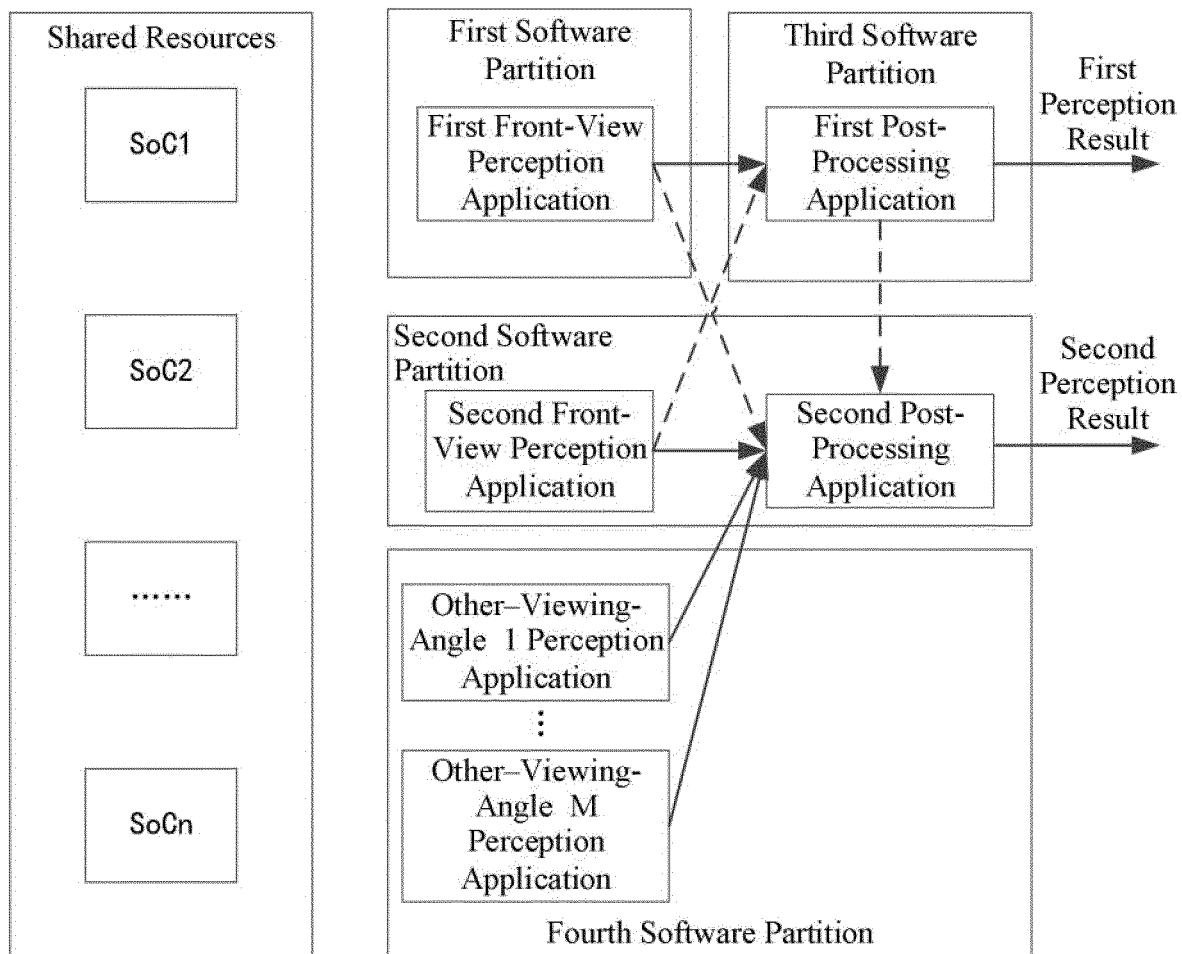 Shared Resources
SoC1
SoC2
......
SoCn
First Software
Partition
First Front-View
Perception
Application
Third Software
Partition
First Post-
Processing
Application
First
Perception
Result
Second Software
Partition
Second Front-
View Perception
Application
Second Post-
Processing
Application
Second
Perception
Result
Other–Viewing-
Angle 1 Perception
Application
⋮
Other–Viewing-
Angle M
Perception
Application
Fourth Software Partition